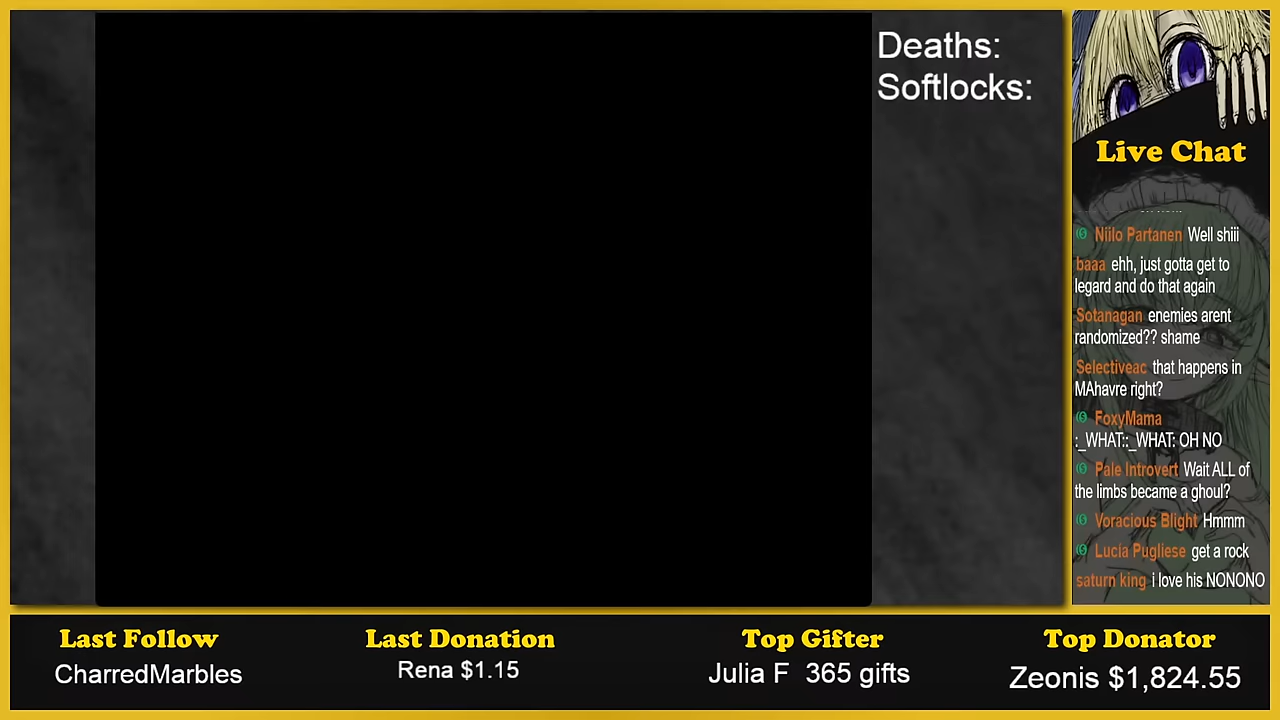 Deaths:
Softlocks:
Live Chat
Niilo Partanen Well shiii
baaa ehh, just gotta get to
legard and do that again
Sotanagan enemies arent
randomized?? shame
Selectiveac that happens in
MAhavre right?
FoxyMama
:_WHAT::_WHAT: OH NO
Pale Introvert Wait ALL of
the limbs became a ghoul?
Voracious Blight Hmmm
Lucía Pugliese get a rock
saturn king i love his NONONO
Last Follow
CharredMarbles
Last Donation
Rena $1.15
Top Gifter
Julia F 365 gifts
Top Donator
Zeonis $1,824.55